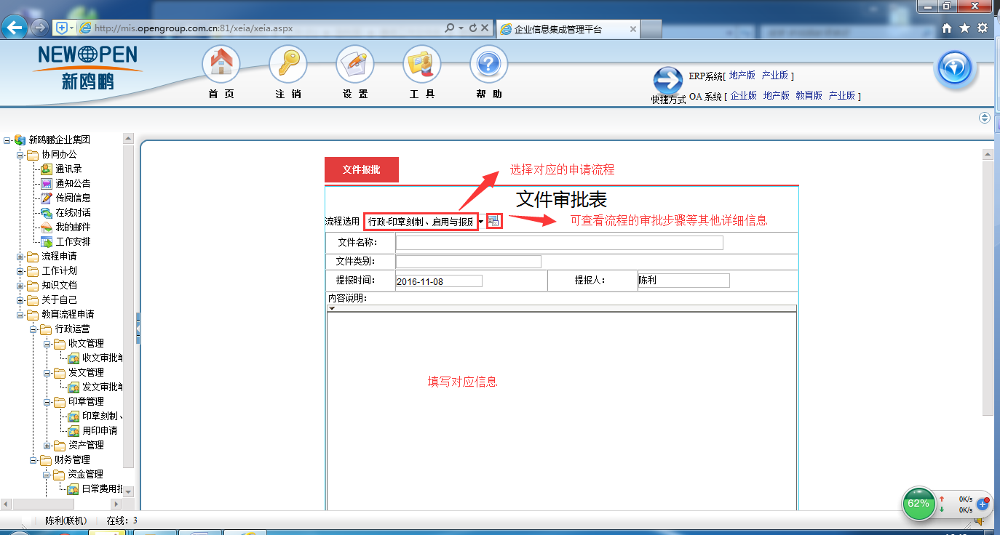 http://mis.opengroup.com.cn:81/xeia/xeia.aspx
企业信息集成管理平台
NEW OPEN
新鸥鹏
首 页
注 销
设 置
工 具
帮 助
快捷方式
ERP系统[ 地产版 产业版 ]
OA 系统 [ 企业版 地产版 教育版 产业版 ]
新鸥鹏企业集团
协同办公
通讯录
通知公告
传阅信息
在线对话
我的邮件
工作安排
流程申请
工作计划
知识文档
关于自己
教育流程申请
行政运营
收文管理
收文审批单
发文管理
发文审批单
印章管理
印章刻制、
用印申请
资产管理
财务管理
资金管理
日常费用报
文件报批
选择对应的申请流程
文件审批表
流程选用 行政-印章刻制、启用与报废
可查看流程的审批步骤等其他详细信息
文件名称：
文件类别：
提报时间： 2016-11-08 提报人： 陈利
内容说明：
填写对应信息
62%
0K/s
0K/s
陈利(联机) 在线：3